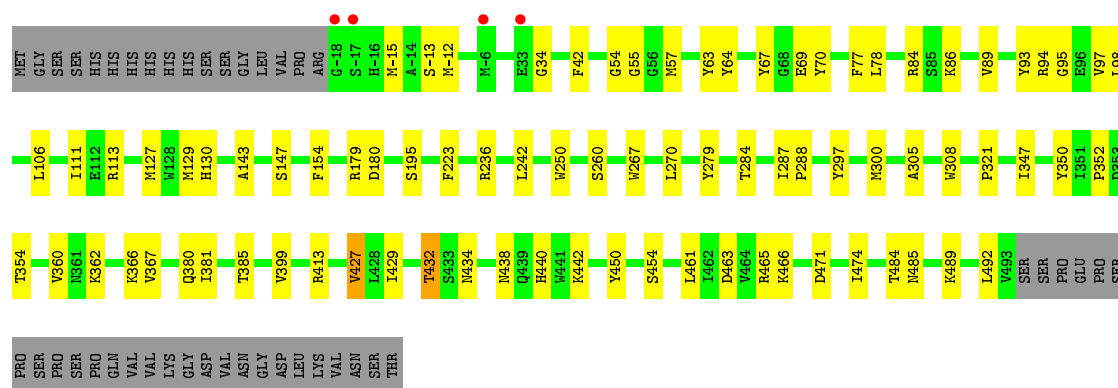 MET GLY SER SER HIS HIS HIS HIS HIS HIS SER SER GLY LEU VAL PRO ARG G-18 S-17 H-16 M-15 A-14 S-13 M-12 M-6 E33 G34 F42 G54 G55 G56 M57 Y63 Y64 Y67 G68 E69 Y70 F77 L78 R84 S85 K86 V89 Y93 R94 G95 E96 V97 L98
L106 I111 E112 R113 M127 W128 M129 H130 A143 S147 F154 R179 D180 S195 F223 R236 L242 W250 S260 W267 L270 Y279 T284 I287 P288 Y297 M300 A305 W308 P321 I347 Y350 I351 P352 D353
T354 V360 N361 K362 K366 V367 Q380 I381 T385 V399 R413 V427 L428 I429 T432 S433 N434 N438 Q439 H440 W441 K442 Y450 S454 L461 I462 D463 V464 R465 K466 D471 I474 T484 N485 K489 L492 V493 SER SER PRO GLU PRO SER
PRO SER PRO SER PRO GLN VAL VAL LYS GLY ASP VAL ASN GLY ASP LEU LYS VAL ASN SER THR